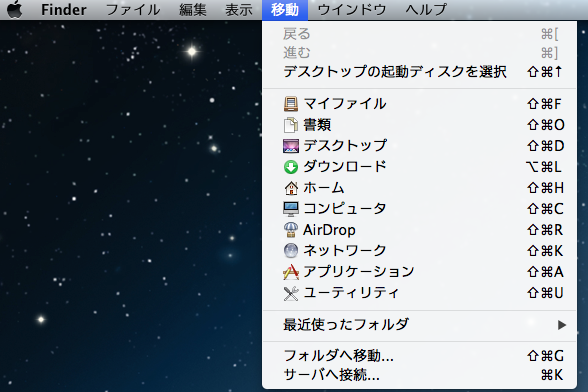 Finder ファイル 編集 表示 移動 ウインドウ ヘルプ
戻る ⌘[
進む ⌘]
デスクトップの起動ディスクを選択 ⇧⌘↑
マイファイル ⇧⌘F
書類 ⇧⌘O
デスクトップ ⇧⌘D
ダウンロード ⌥⌘L
ホーム ⇧⌘H
コンピュータ ⇧⌘C
AirDrop ⇧⌘R
ネットワーク ⇧⌘K
アプリケーション ⇧⌘A
ユーティリティ ⇧⌘U
最近使ったフォルダ ▶
フォルダへ移動... ⇧⌘G
サーバへ接続... ⌘K